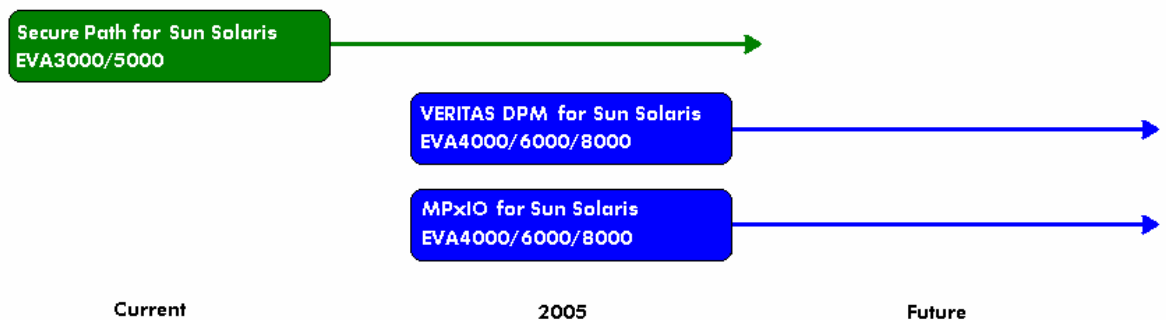 Secure Path for Sun Solaris
EVA3000/5000
VERITAS DPM for Sun Solaris
EVA4000/6000/8000
MPxIO for Sun Solaris
EVA4000/6000/8000
Current 2005 Future